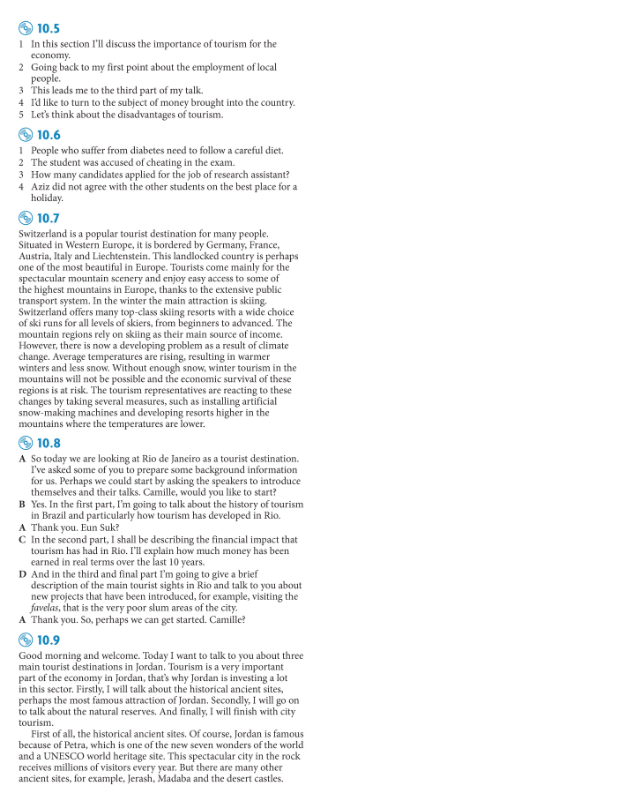 10.5
1 In this section I'll discuss the importance of tourism for the
economy.
2 Going back to my first point about the employment of local
people.
3 This leads me to the third part of my talk.
4 I'd like to turn to the subject of money brought into the country.
5 Let's think about the disadvantages of tourism.
10.6
1 People who suffer from diabetes need to follow a careful diet.
2 The student was accused of cheating in the exam.
3 How many candidates applied for the job of research assistant?
4 Aziz did not agree with the other students on the best place for a
holiday.
10.7
Switzerland is a popular tourist destination for many people.
Situated in Western Europe, it is bordered by Germany, France,
Austria, Italy and Liechtenstein. This landlocked country is perhaps
one of the most beautiful in Europe. Tourists come mainly for the
spectacular mountain scenery and enjoy easy access to some of
the highest mountains in Europe, thanks to the extensive public
transport system. In the winter the main attraction is skiing.
Switzerland offers many top-class skiing resorts with a wide choice
of ski runs for all levels of skiers, from beginners to advanced. The
mountain regions rely on skiing as their main source of income.
However, there is now a developing problem as a result of climate
change. Average temperatures are rising, resulting in warmer
winters and less snow. Without enough snow, winter tourism in the
mountains will not be possible and the economic survival of these
regions is at risk. The tourism representatives are reacting to these
changes by taking several measures, such as installing artificial
snow-making machines and developing resorts higher in the
mountains where the temperatures are lower.
10.8
A So today we are looking at Rio de Janeiro as a tourist destination.
I've asked some of you to prepare some background information
for us. Perhaps we could start by asking the speakers to introduce
themselves and their talks. Camille, would you like to start?
B Yes. In the first part, I'm going to talk about the history of tourism
in Brazil and particularly how tourism has developed in Rio.
A Thank you. Eun Suk?
C In the second part, I shall be describing the financial impact that
tourism has had in Rio. I'll explain how much money has been
earned in real terms over the last 10 years.
D And in the third and final part I'm going to give a brief
description of the main tourist sights in Rio and talk to you about
new projects that have been introduced, for example, visiting the
favelas, that is the very poor slum areas of the city.
A Thank you. So, perhaps we can get started. Camille?
10.9
Good morning and welcome. Today I want to talk to you about three
main tourist destinations in Jordan. Tourism is a very important
part of the economy in Jordan, that's why Jordan is investing a lot
in this sector. Firstly, I will talk about the historical ancient sites,
perhaps the most famous attraction of Jordan. Secondly, I will go on
to talk about the natural reserves. And finally, I will finish with city
tourism.
First of all, the historical ancient sites. Of course, Jordan is famous
because of Petra, which is one of the new seven wonders of the world
and a UNESCO world heritage site. This spectacular city in the rock
receives millions of visitors every year. But there are many other
ancient sites, for example, Jerash, Madaba and the desert castles.